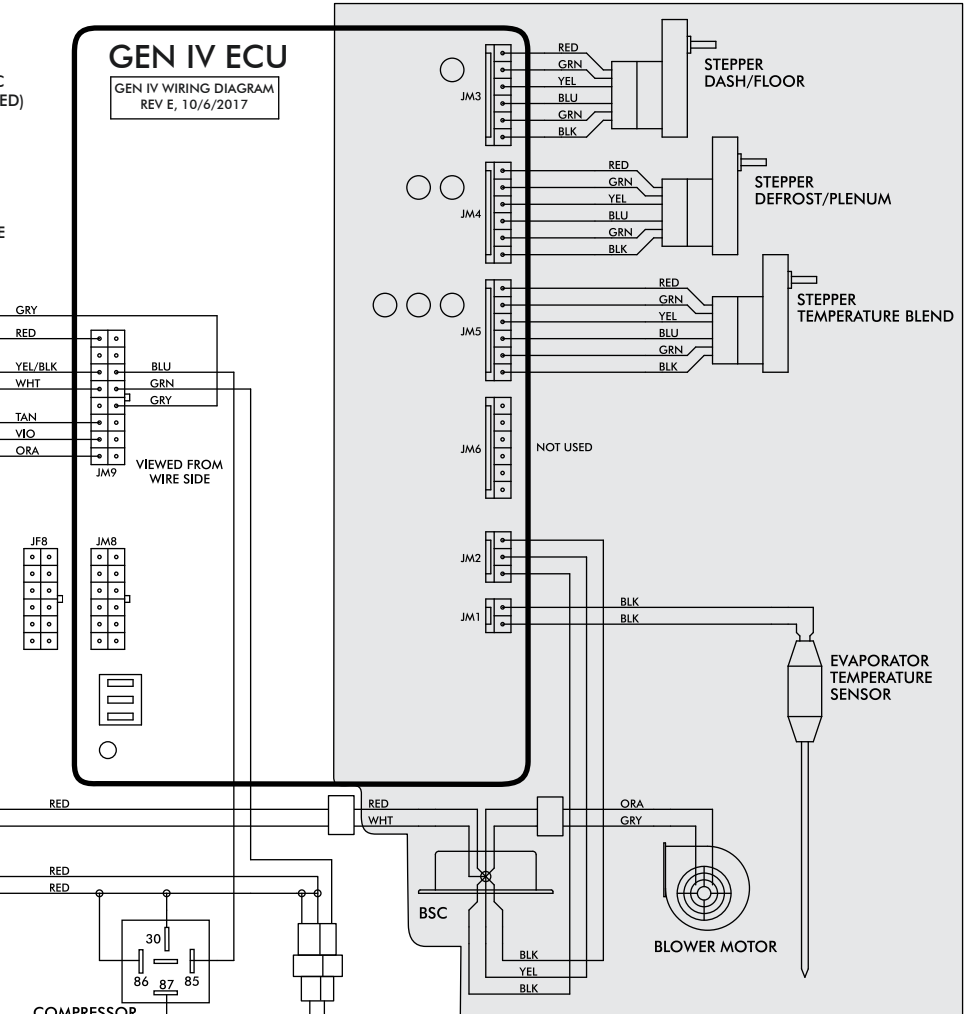 GEN IV ECU
GEN IV WIRING DIAGRAM
REV E, 10/6/2017
C
ED)
E
JM3
RED
GRN
YEL
BLU
GRN
BLK
STEPPER
DASH/FLOOR
JM4
RED
GRN
YEL
BLU
GRN
BLK
STEPPER
DEFROST/PLENUM
JM5
RED
GRN
YEL
BLU
GRN
BLK
STEPPER
TEMPERATURE BLEND
GRY
RED
YEL/BLK
WHT
TAN
VIO
ORA
BLU
GRN
GRY
JM9
VIEWED FROM
WIRE SIDE
JM6
NOT USED
JF8
JM8
JM2
JM1
BLK
BLK
EVAPORATOR
TEMPERATURE
SENSOR
RED
RED
WHT
ORA
GRY
RED
RED
BSC
BLOWER MOTOR
BLK
YEL
BLK
30
86
87
85
COMPRESSOR